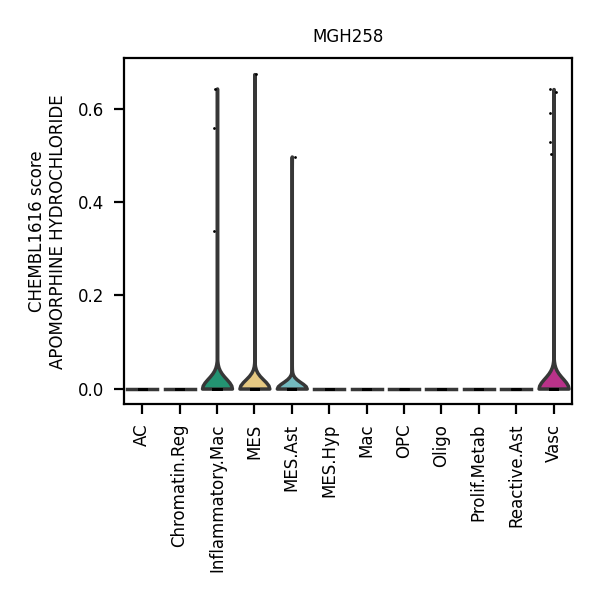 MGH258
CHEMBL1616 score
APOMORPHINE HYDROCHLORIDE
0.6
0.4
0.2
0.0
AC
Chromatin.Reg
Inflammatory.Mac
MES
MES.Ast
MES.Hyp
Mac
OPC
Oligo
Prolif.Metab
Reactive.Ast
Vasc